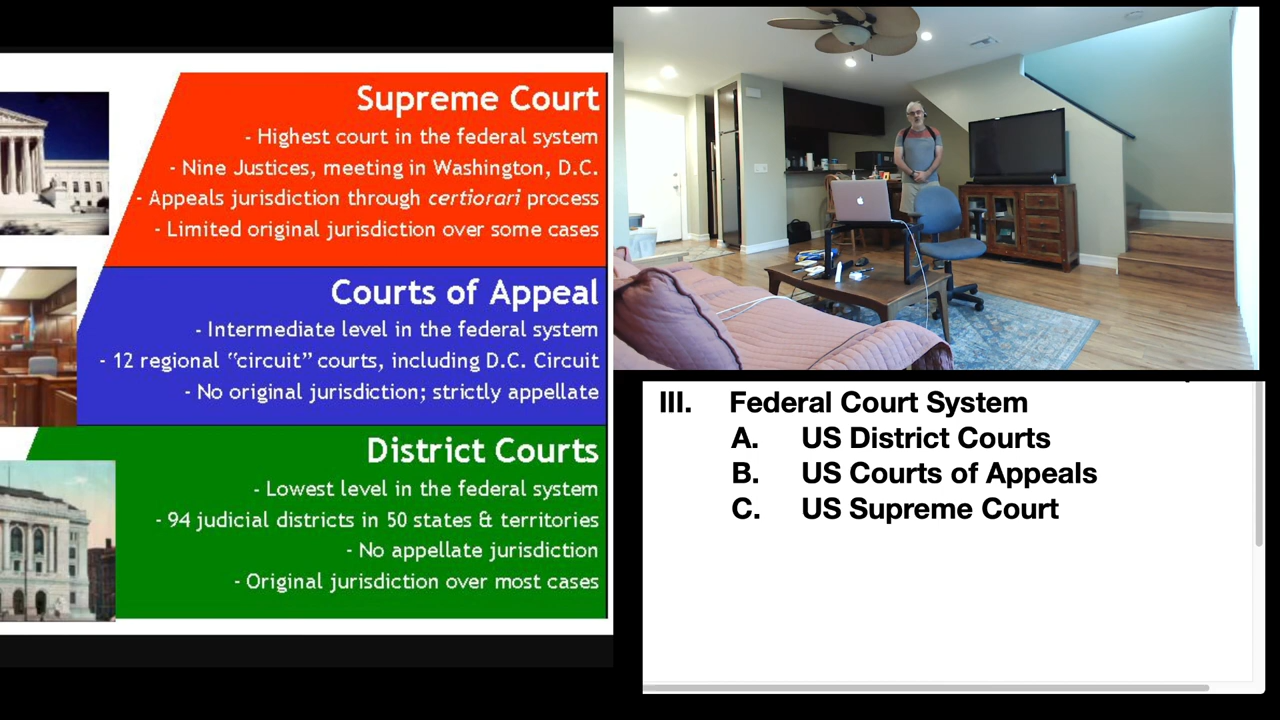 Supreme Court
- Highest court in the federal system
- Nine Justices, meeting in Washington, D.C.
- Appeals jurisdiction through certiorari process
- Limited original jurisdiction over some cases
Courts of Appeal
- Intermediate level in the federal system
- 12 regional “circuit” courts, including D.C. Circuit
- No original jurisdiction; strictly appellate
District Courts
- Lowest level in the federal system
- 94 judicial districts in 50 states & territories
- No appellate jurisdiction
- Original jurisdiction over most cases
III. Federal Court System
A. US District Courts
B. US Courts of Appeals
C. US Supreme Court